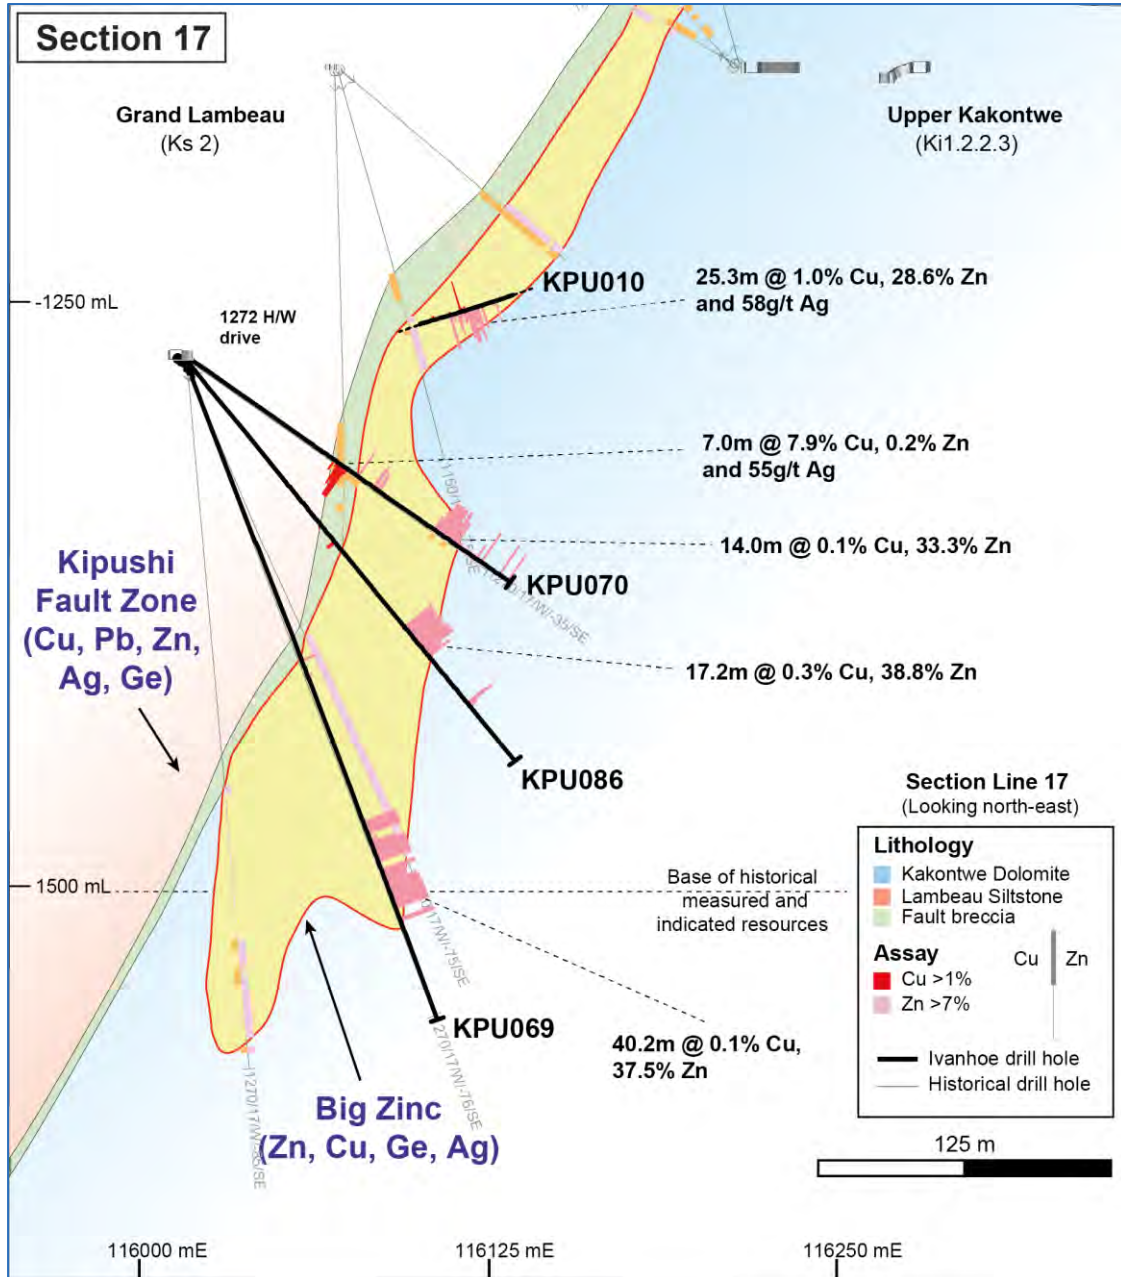 Section 17
Grand Lambeau
(Ks 2)
Upper Kakontwe
(Ki1.2.2.3)
-1250 mL
1272 H/W
drive
KPU010
25.3m @ 1.0% Cu, 28.6% Zn
and 58g/t Ag
7.0m @ 7.9% Cu, 0.2% Zn
and 55g/t Ag
14.0m @ 0.1% Cu, 33.3% Zn
KPU070
Kipushi
Fault Zone
(Cu, Pb, Zn,
Ag, Ge)
17.2m @ 0.3% Cu, 38.8% Zn
KPU086
Section Line 17
(Looking north-east)
Lithology
Kakontwe Dolomite
Lambeau Siltstone
Fault breccia
Assay
Cu >1%
Zn >7%
Cu
Zn
Ivanhoe drill hole
Historical drill hole
1500 mL
Base of historical
measured and
indicated resources
KPU069
40.2m @ 0.1% Cu,
37.5% Zn
Big Zinc
(Zn, Cu, Ge, Ag)
270/17/W/-76/SE
125 m
116000 mE
116125 mE
116250 mE